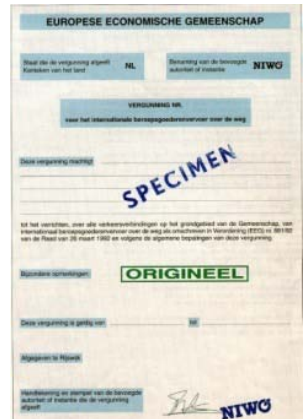 EUROPESE ECONOMISCHE GEMEENSCHAP
Staat die de vergunning afgeeft
Kenteken van het land
NL
Benaming van de bevoegde
autoriteit of instantie
NIWO
VERGUNNING NR.
voor het internationale beroepsgoederenvervoer over de weg
Deze vergunning machtigt
SPECIMEN
tot het verrichten, over alle verkeersverbindingen op het grondgebied van de Gemeenschap, van
internationaal beroepsgoederenvervoer over de weg als omschreven in Verordening (EEG) nr. 881/92
van de Raad van 26 maart 1992 en volgens de algemene bepalingen van deze vergunning.
Bijzondere opmerkingen:
ORIGINEEL
Deze vergunning is geldig van
tot
Afgegeven te Rijswijk
Handtekening en stempel van de bevoegde
autoriteit of instantie die de vergunning
afgeeft
NIWO